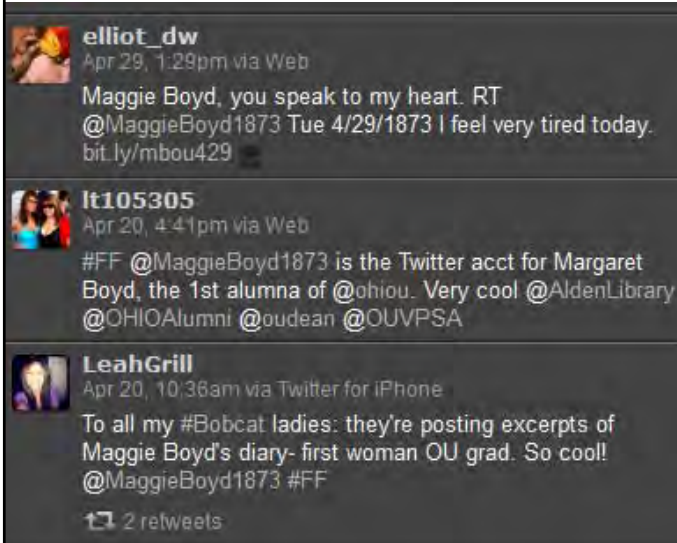 elliot_dw
Apr 29, 1:29pm via Web
Maggie Boyd, you speak to my heart. RT
@MaggieBoyd1873 Tue 4/29/1873 I feel very tired today.
bit.ly/mbou429
lt105305
Apr 20, 4:41pm via Web
#FF @MaggieBoyd1873 is the Twitter acct for Margaret
Boyd, the 1st alumna of @ohiou. Very cool @AldenLibrary
@OHIOAlumni @oudean @OUVPSA
LeahGrill
Apr 20, 10:36am via Twitter for iPhone
To all my #Bobcat ladies: they're posting excerpts of
Maggie Boyd's diary- first woman OU grad. So cool!
@MaggieBoyd1873 #FF
2 retweets